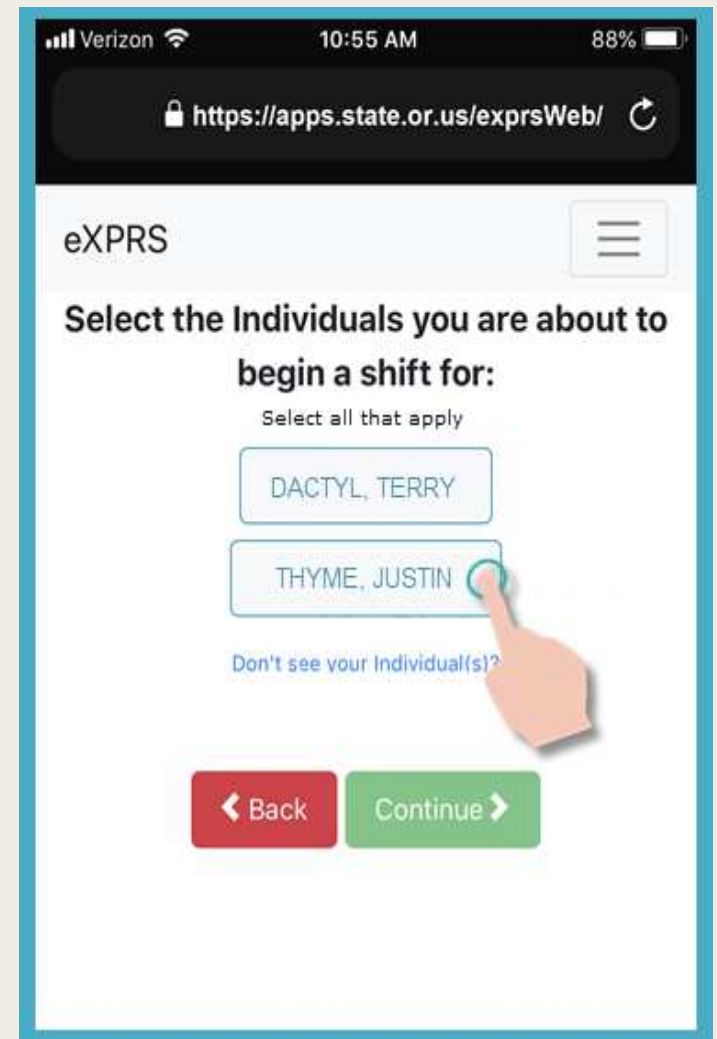 Verizon 10:55 AM 88%
https://apps.state.or.us/exprsWeb/
eXPRS
Select the Individuals you are about to
begin a shift for:
Select all that apply
DACTYL, TERRY
THYME, JUSTIN
Don't see your Individual(s)?
Back Continue